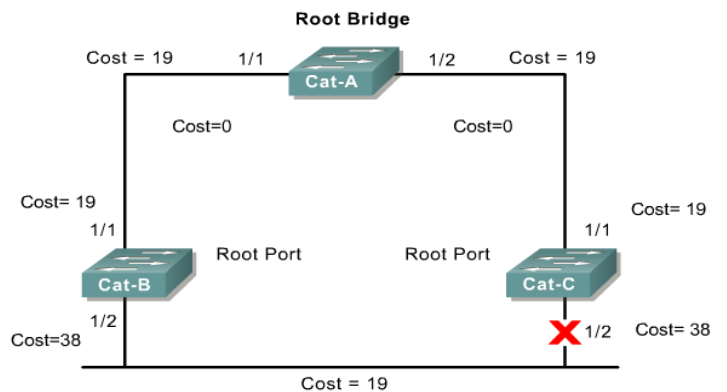 Root Bridge
Cost = 19 1/1 1/2 Cost = 19
Cat-A
Cost=0 Cost=0
Cost= 19 Cost= 19
1/1 1/1
Root Port Root Port
Cat-B Cat-C
1/2 1/2 Cost= 38
Cost=38
Cost = 19